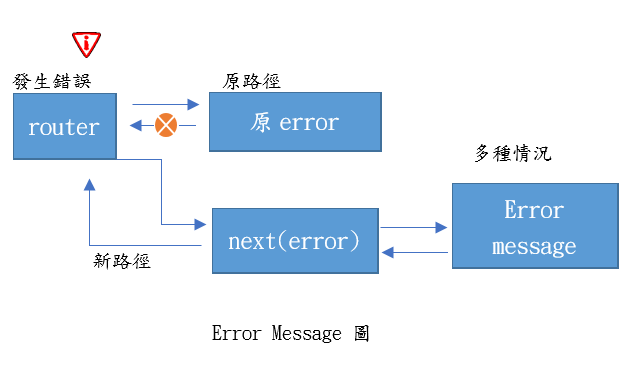 發生錯誤
原路徑
router
原 error
多種情況
Error
message
next(error)
新路徑
Error Message 圖